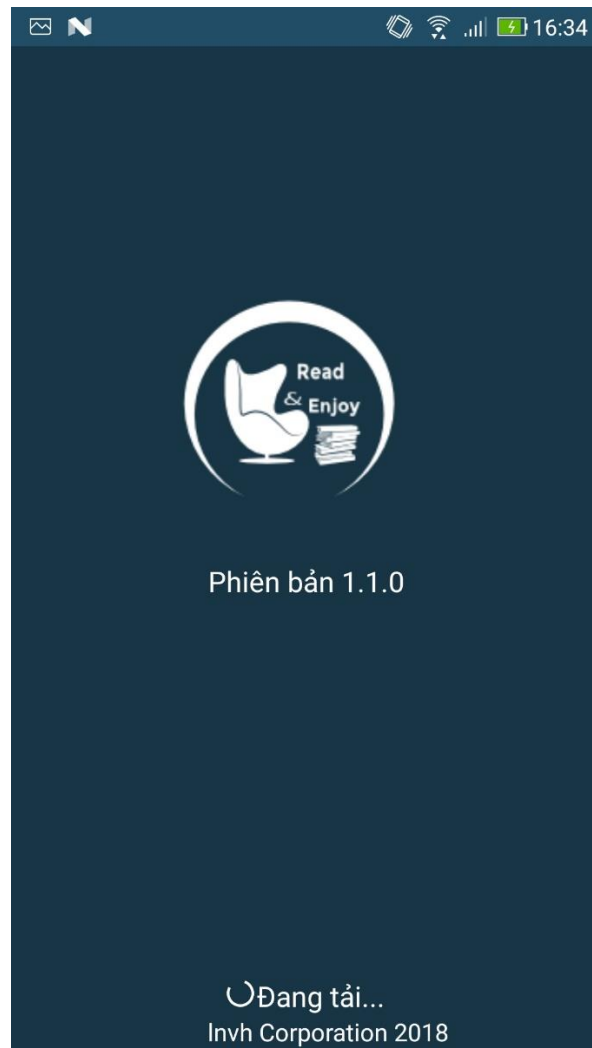 16:34
Read
&
Enjoy
Phiên bản 1.1.0
Đang tải...
Invh Corporation 2018